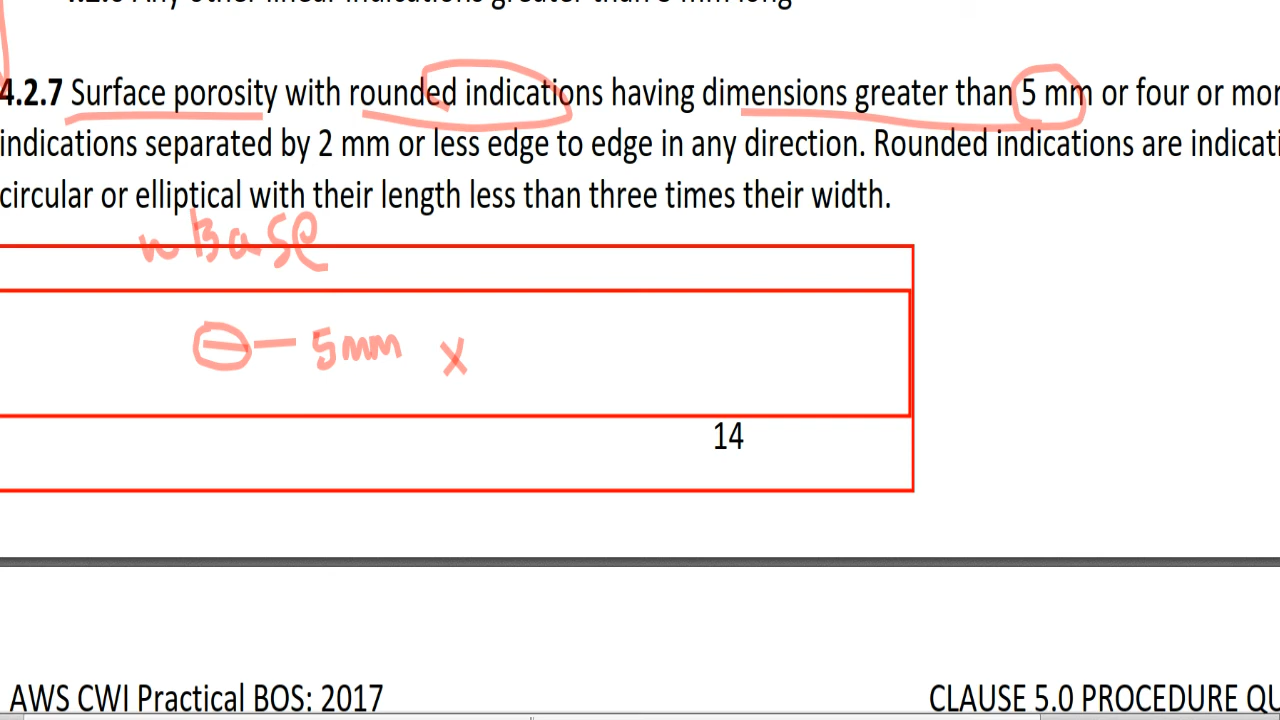 4.2.7 Surface porosity with rounded indications having dimensions greater than 5 mm or four or mor
indications separated by 2 mm or less edge to edge in any direction. Rounded indications are indicati
circular or elliptical with their length less than three times their width.
Base
5mm x
14
AWS CWI Practical BOS: 2017 CLAUSE 5.0 PROCEDURE QU